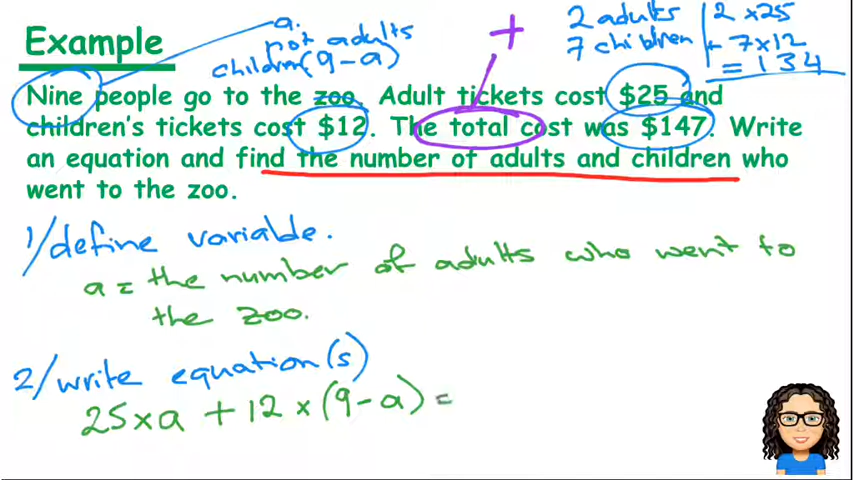 Example
a.
not adults
children(9-a)
+
2 adults 2 ×25
7 children + 7×12
= 134
Nine people go to the zoo. Adult tickets cost $25 and
children's tickets cost $12. The total cost was $147. Write
an equation and find the number of adults and children who
went to the zoo.
1/define variable.
a = the number of adults who went to
the zoo.
2/write equation(s)
25×a + 12 × (9-a) =